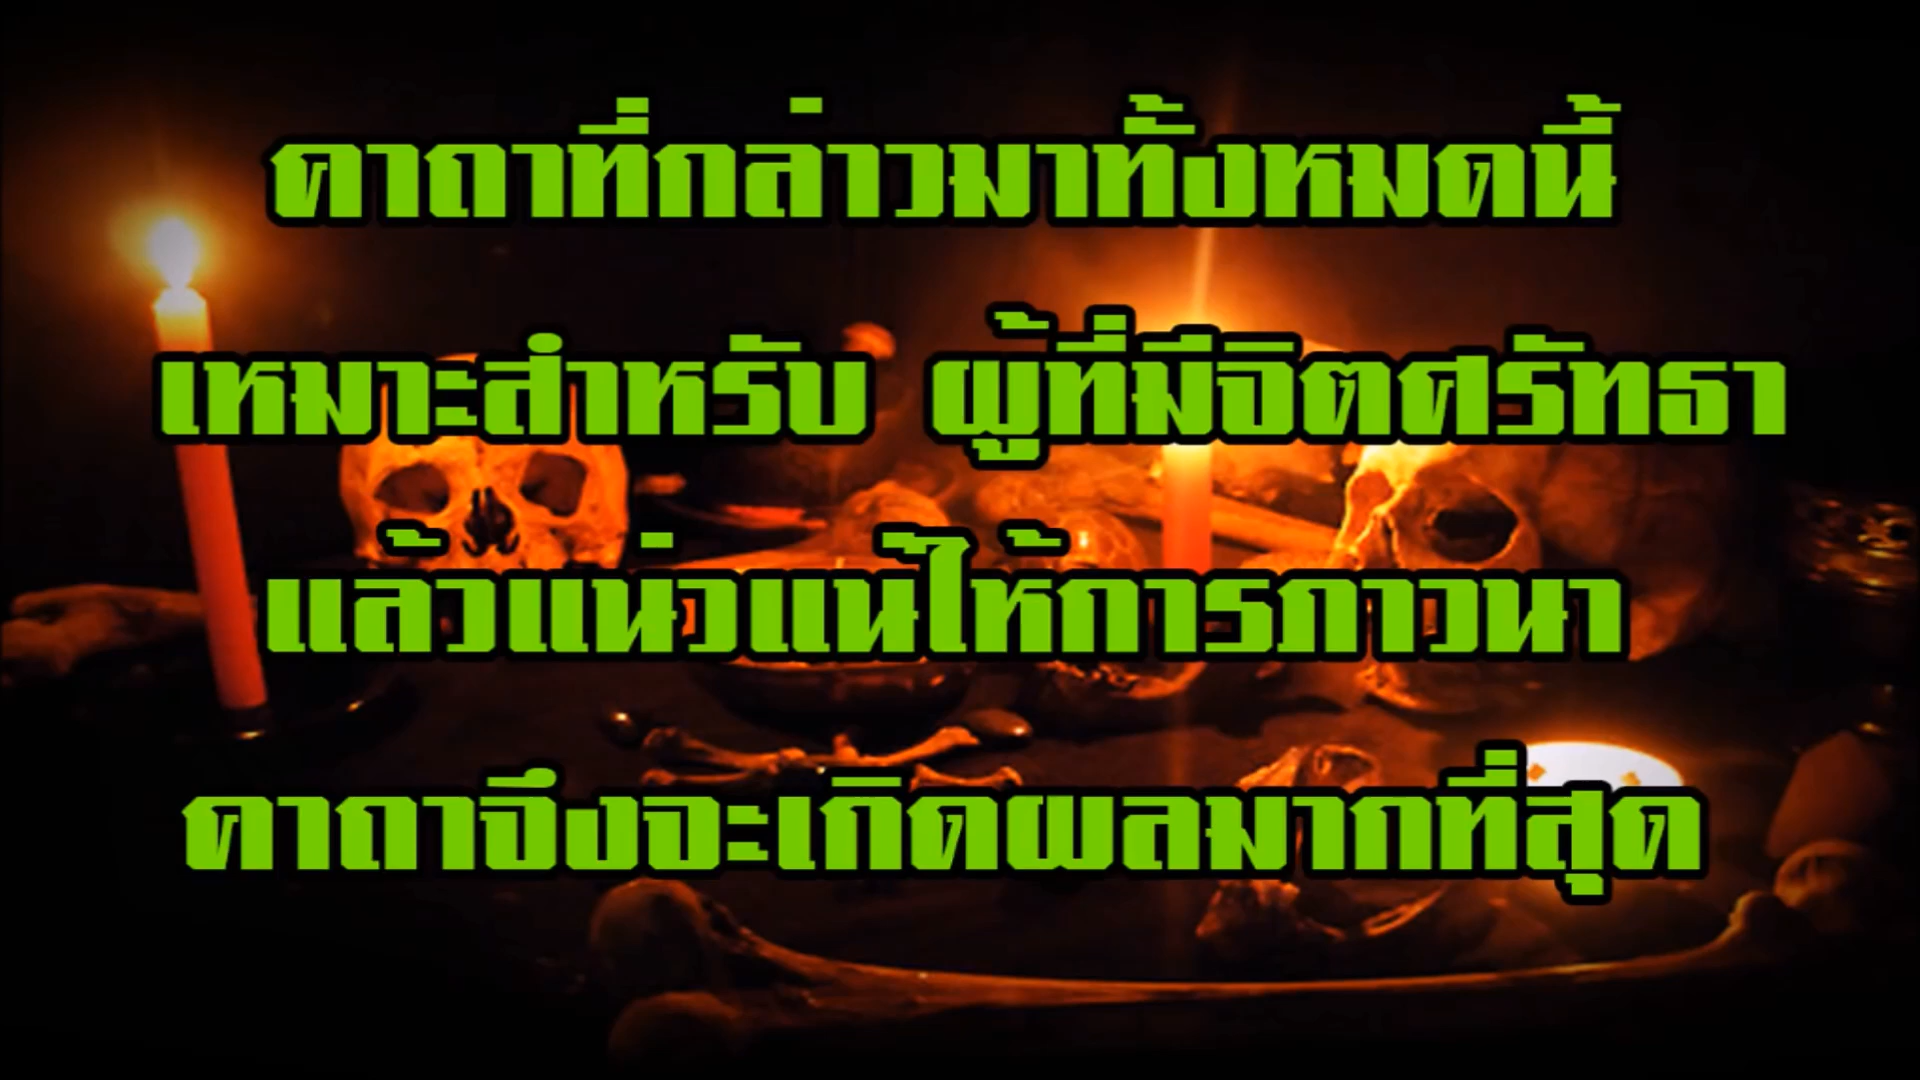 คาถาที่กล่าวมาทั้งหมดนี้
เหมาะสำหรับ ผู้ที่มีจิตศรัทธา
แล้วแน่วแน้ไห้การภาวนา
คาถาจึงจะเกิดผลมากที่สุด